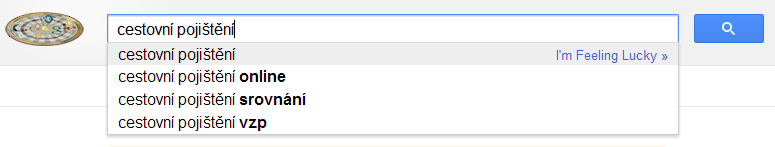 cestovní pojištění
cestovní pojištění I'm Feeling Lucky »
cestovní pojištění online
cestovní pojištění srovnání
cestovní pojištění vzp